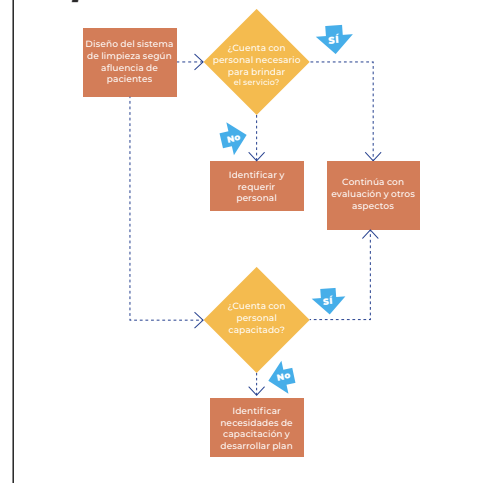 Diseño del sistema
de limpieza según
afluencia de
pacientes
¿Cuenta con
personal necesario
para brindar
el servicio?
sí
No
Identificar y
requerir
personal
Continúa con
evaluación y otros
aspectos
¿Cuenta con
personal
capacitado?
sí
No
Identificar
necesidades de
capacitación y
desarrollar plan